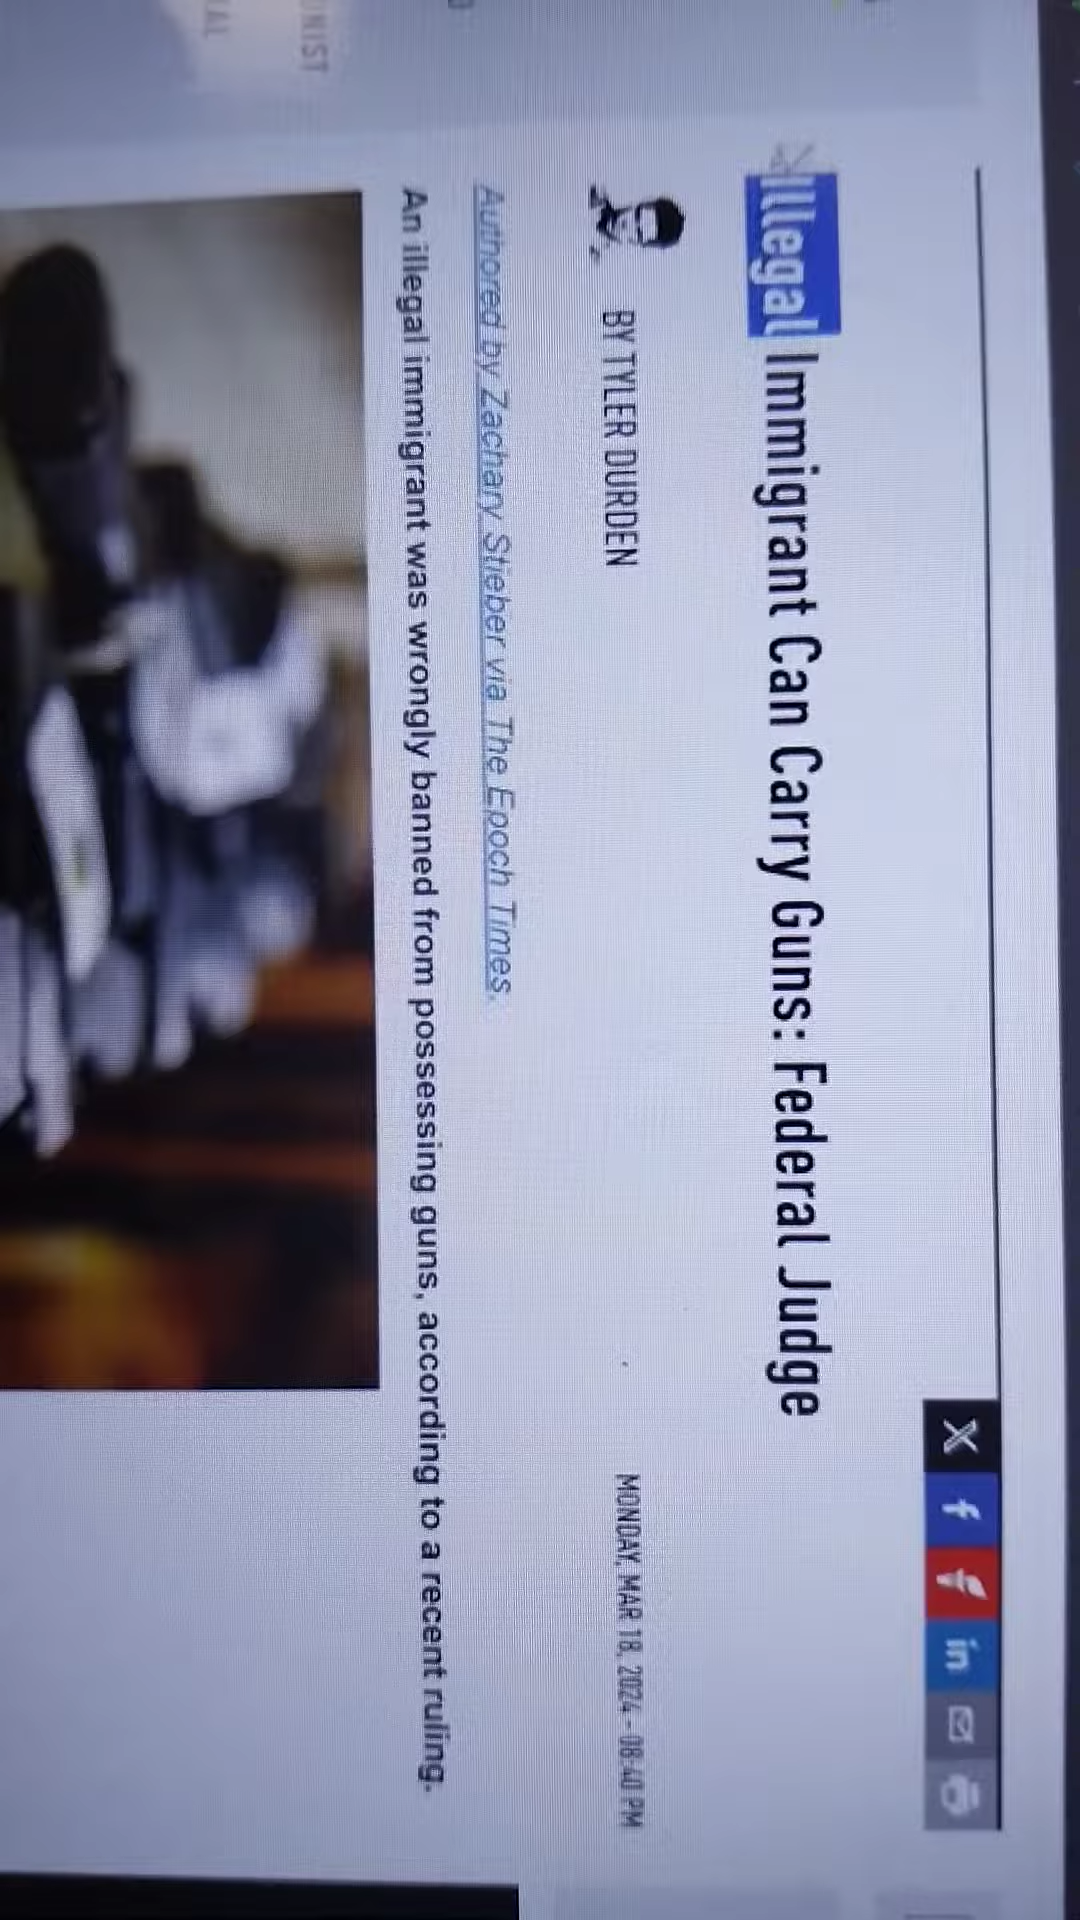 Illegal Immigrant Can Carry Guns: Federal Judge
BY TYLER DURDEN
MONDAY, MAR 18, 2024 - 08:40 PM
Authored by Zachary Stieber via The Epoch Times,
An illegal immigrant was wrongly banned from possessing guns, according to a recent ruling.